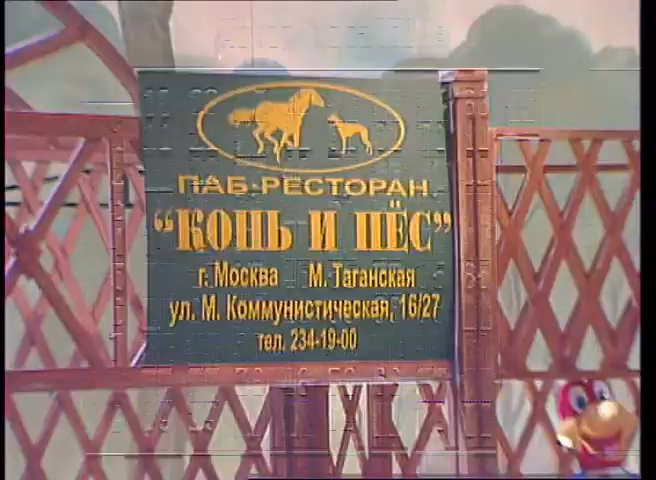 ПАБ-РЕСТОРАН
"КОНЬ И ПЁС"
г. Москва М. Таганская
ул. М. Коммунистическая, 16/27
тел. 234-19-00